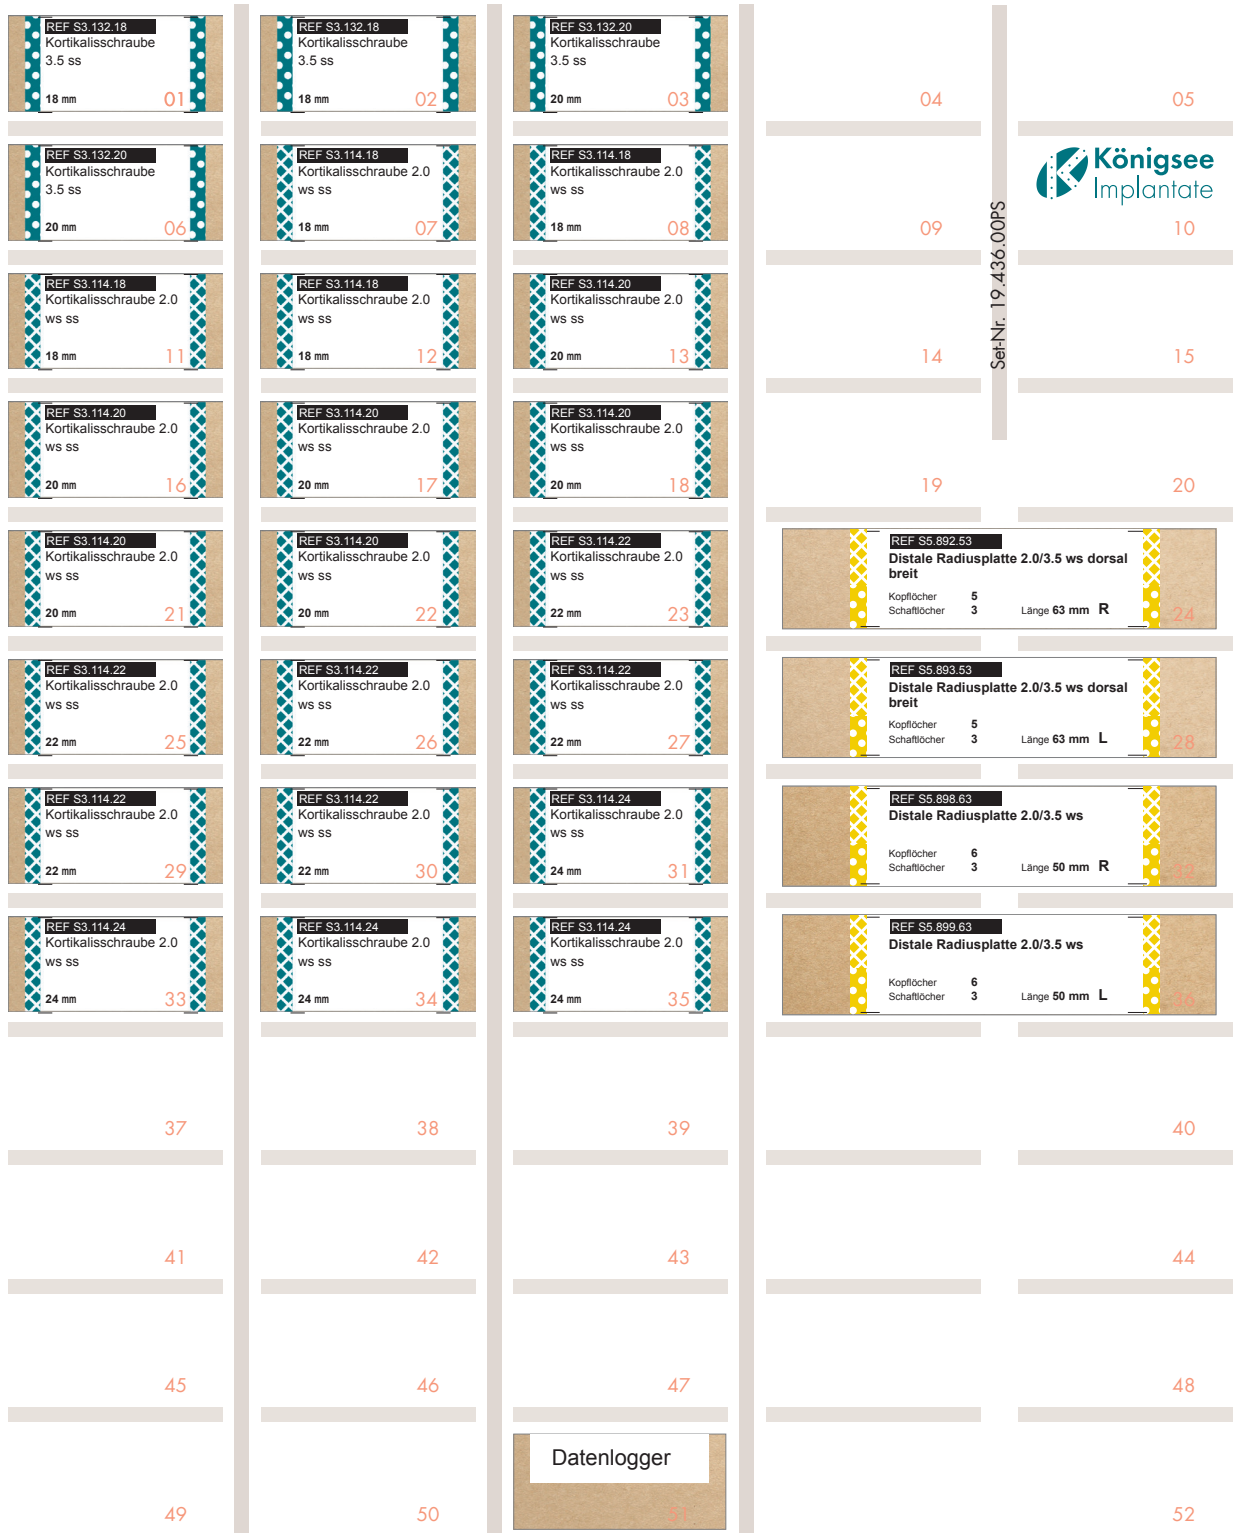 REF S3.132.18
Kortikalisschraube
3.5 ss
18 mm
01
REF S3.132.18
Kortikalisschraube
3.5 ss
18 mm
02
REF S3.132.20
Kortikalisschraube
3.5 ss
20 mm
03
04
05
REF S3.132.20
Kortikalisschraube
3.5 ss
20 mm
06
REF S3.114.18
Kortikalisschraube 2.0
ws ss
18 mm
07
REF S3.114.18
Kortikalisschraube 2.0
ws ss
18 mm
08
09
Königsee
Implantate
10
Set-Nr. 19.436.00PS
REF S3.114.18
Kortikalisschraube 2.0
ws ss
18 mm
11
REF S3.114.18
Kortikalisschraube 2.0
ws ss
18 mm
12
REF S3.114.20
Kortikalisschraube 2.0
ws ss
20 mm
13
14
15
REF S3.114.20
Kortikalisschraube 2.0
ws ss
20 mm
16
REF S3.114.20
Kortikalisschraube 2.0
ws ss
20 mm
17
REF S3.114.20
Kortikalisschraube 2.0
ws ss
20 mm
18
19
20
REF S3.114.20
Kortikalisschraube 2.0
ws ss
20 mm
21
REF S3.114.20
Kortikalisschraube 2.0
ws ss
20 mm
22
REF S3.114.22
Kortikalisschraube 2.0
ws ss
22 mm
23
REF S5.892.53
Distale Radiusplatte 2.0/3.5 ws dorsal
breit
Kopflöcher 5
Schaftlöcher 3 Länge 63 mm R
24
REF S3.114.22
Kortikalisschraube 2.0
ws ss
22 mm
25
REF S3.114.22
Kortikalisschraube 2.0
ws ss
22 mm
26
REF S3.114.22
Kortikalisschraube 2.0
ws ss
22 mm
27
REF S5.893.53
Distale Radiusplatte 2.0/3.5 ws dorsal
breit
Kopflöcher 5
Schaftlöcher 3 Länge 63 mm L
28
REF S3.114.22
Kortikalisschraube 2.0
ws ss
22 mm
29
REF S3.114.22
Kortikalisschraube 2.0
ws ss
22 mm
30
REF S3.114.24
Kortikalisschraube 2.0
ws ss
24 mm
31
REF S5.898.63
Distale Radiusplatte 2.0/3.5 ws
Kopflöcher 6
Schaftlöcher 3 Länge 50 mm R
32
REF S3.114.24
Kortikalisschraube 2.0
ws ss
24 mm
33
REF S3.114.24
Kortikalisschraube 2.0
ws ss
24 mm
34
REF S3.114.24
Kortikalisschraube 2.0
ws ss
24 mm
35
REF S5.899.63
Distale Radiusplatte 2.0/3.5 ws
Kopflöcher 6
Schaftlöcher 3 Länge 50 mm L
36
37
38
39
40
41
42
43
44
45
46
47
48
49
50
Datenlogger
51
52